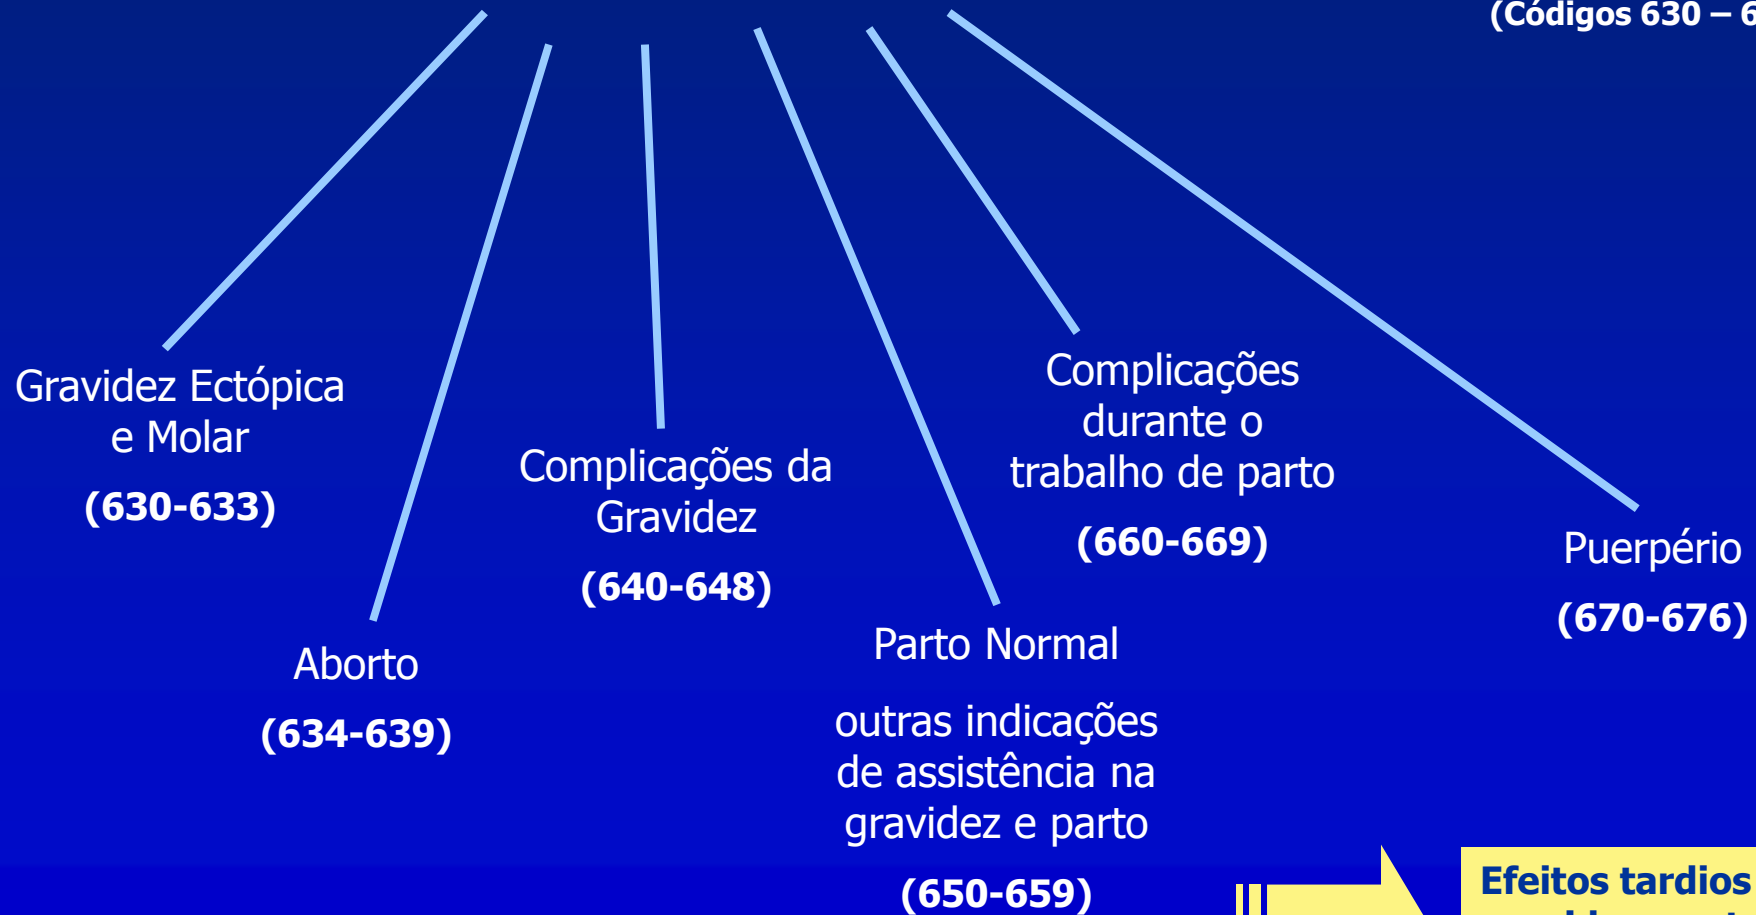 (Códigos 630 –
Gravidez Ectópica
e Molar
(630-633)
Aborto
(634-639)
Complicações da
Gravidez
(640-648)
Parto Normal
outras indicações
de assistência na
gravidez e parto
(650-659)
Complicações
durante o
trabalho de parto
(660-669)
Puerpério
(670-676)
Efeitos tardios